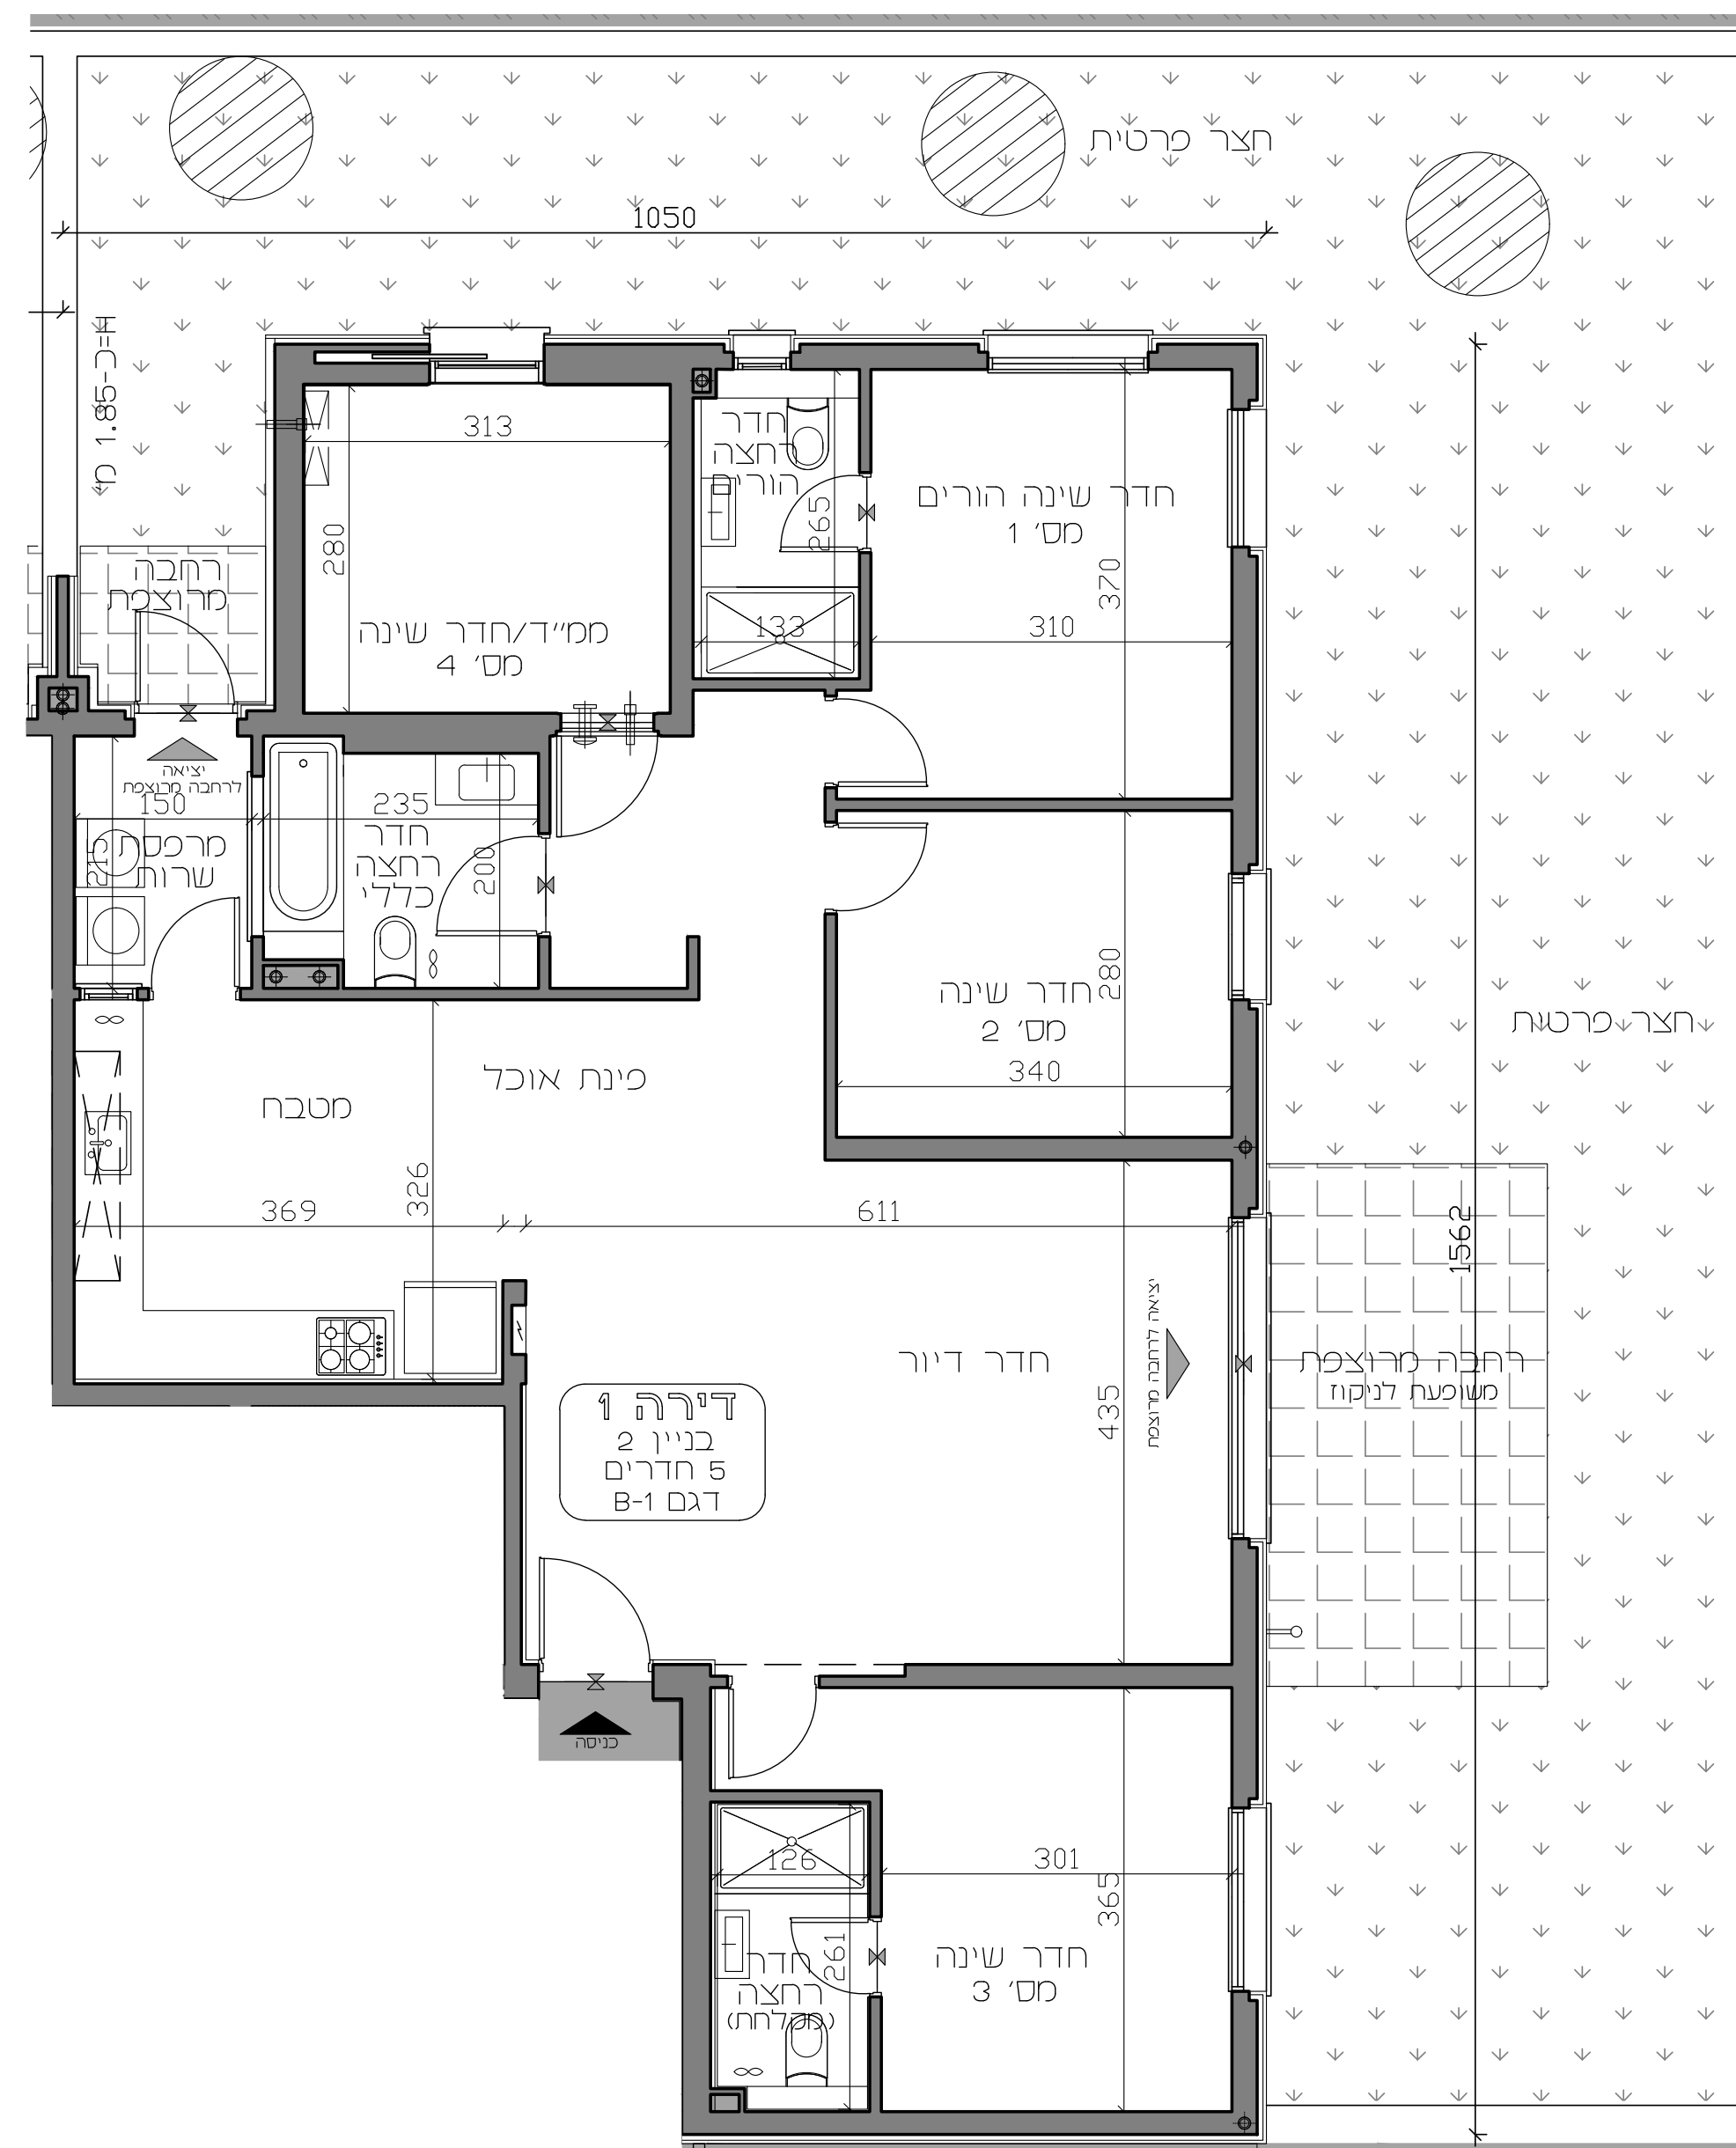 חצר פרטית
1050
H=כ-1.85 מ'
313
280
ממ״ד/חדר שינה
מס' 4
חדר
רחצה
הורים
265
133
חדר שינה הורים
מס' 1
370
310
רחבה
מרוצפת
יציאה
לרחבה מרוצפת
150
מרפסת
שרות
215
235
חדר
רחצה
כללי
200
חדר שינה
מס' 2
280
340
חצר פרטית
פינת אוכל
מטבח
326
369
611
1562
יציאה לרחבה מרוצפת
חדר דיור
435
רחבה מרוצפת
משופעת לניקוז
דירה 1
בניין 2
5 חדרים
דגם B-1
כניסה
126
301
365
261
חדר שינה
מס' 3
חדר
רחצה
(מקלחת)